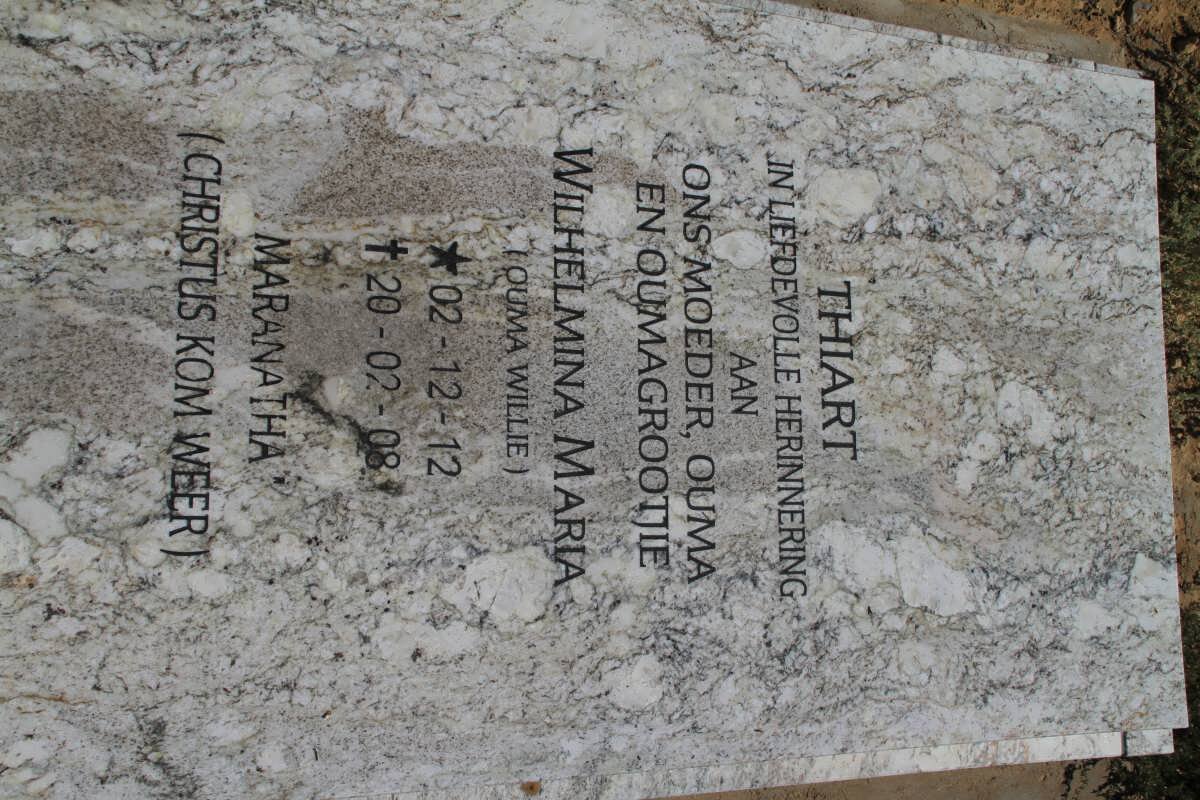 THIART
IN LIEFDEVOLLE HERINNERING
AAN
ONS MOEDER, OUMA
EN OUMAGROOTJIE
WILHELMINA MARIA
( OUMA WILLIE )
★ 02 - 12 - 12
✝ 20 - 02 - 08
MARANATHA"
( CHRISTUS KOM WEER )